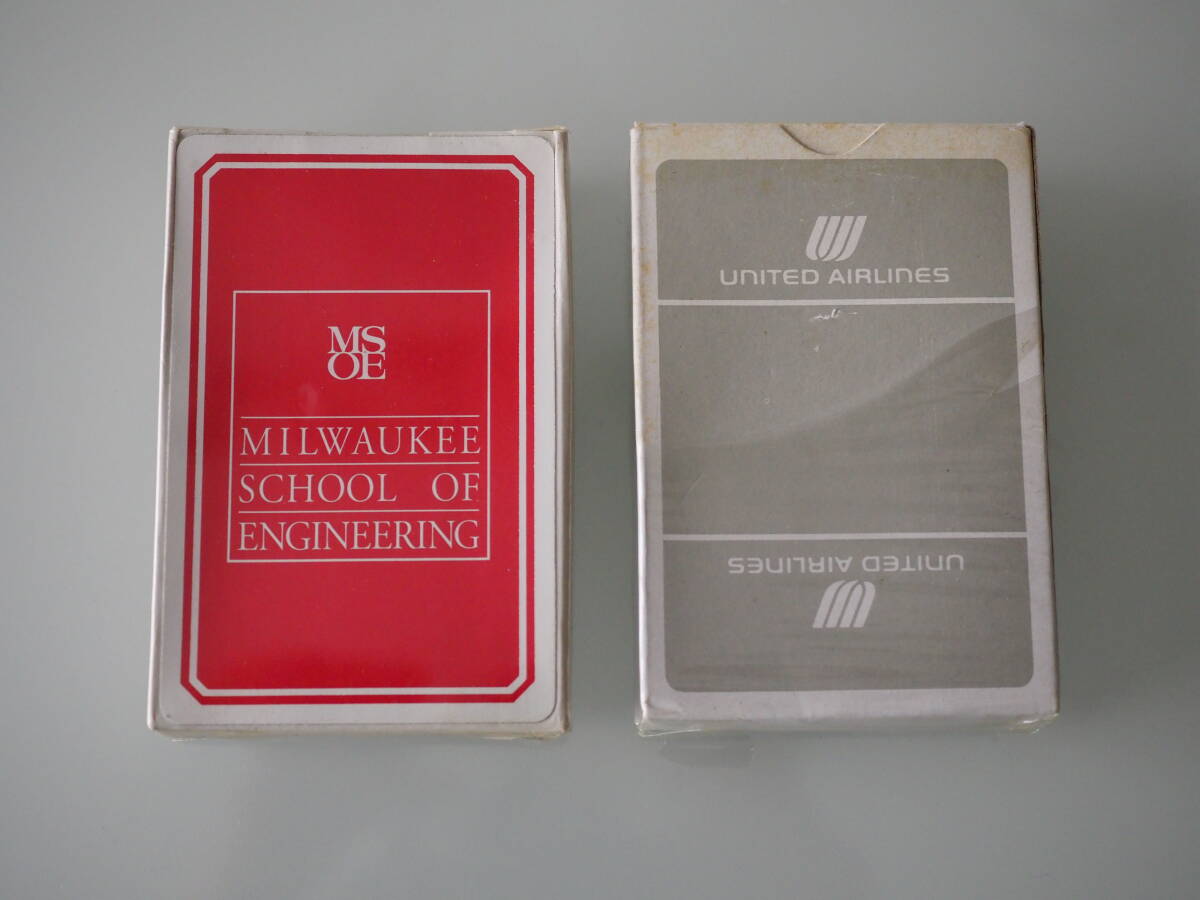 MS
OE
MILWAUKEE
SCHOOL OF
ENGINEERING
UNITED AIRLINES
UNITED AIRLINES